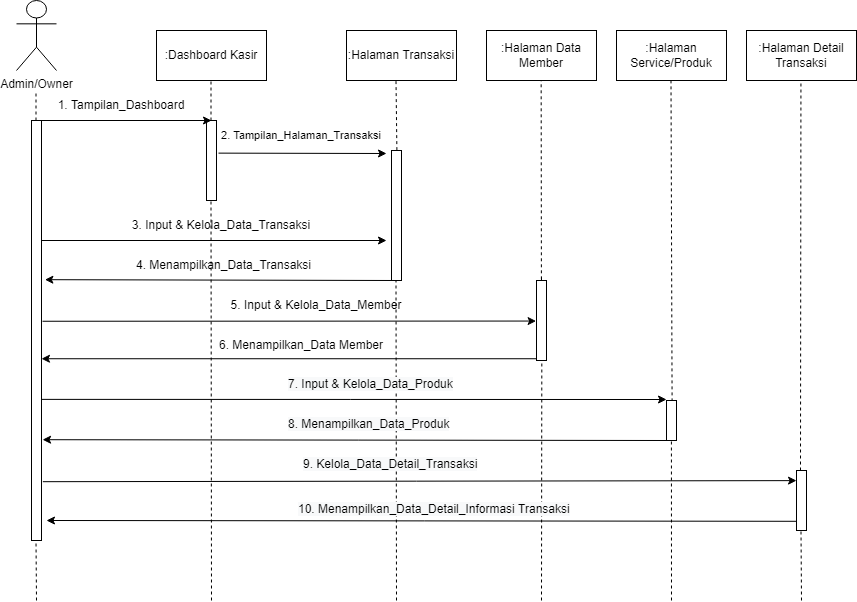 Admin/Owner
:Dashboard Kasir
:Halaman Transaksi
:Halaman Data
Member
:Halaman
Service/Produk
:Halaman Detail
Transaksi
1. Tampilan_Dashboard
2. Tampilan_Halaman_Transaksi
3. Input & Kelola_Data_Transaksi
4. Menampilkan_Data_Transaksi
5. Input & Kelola_Data_Member
6. Menampilkan_Data Member
7. Input & Kelola_Data_Produk
8. Menampilkan_Data_Produk
9. Kelola_Data_Detail_Transaksi
10. Menampilkan_Data_Detail_Informasi Transaksi